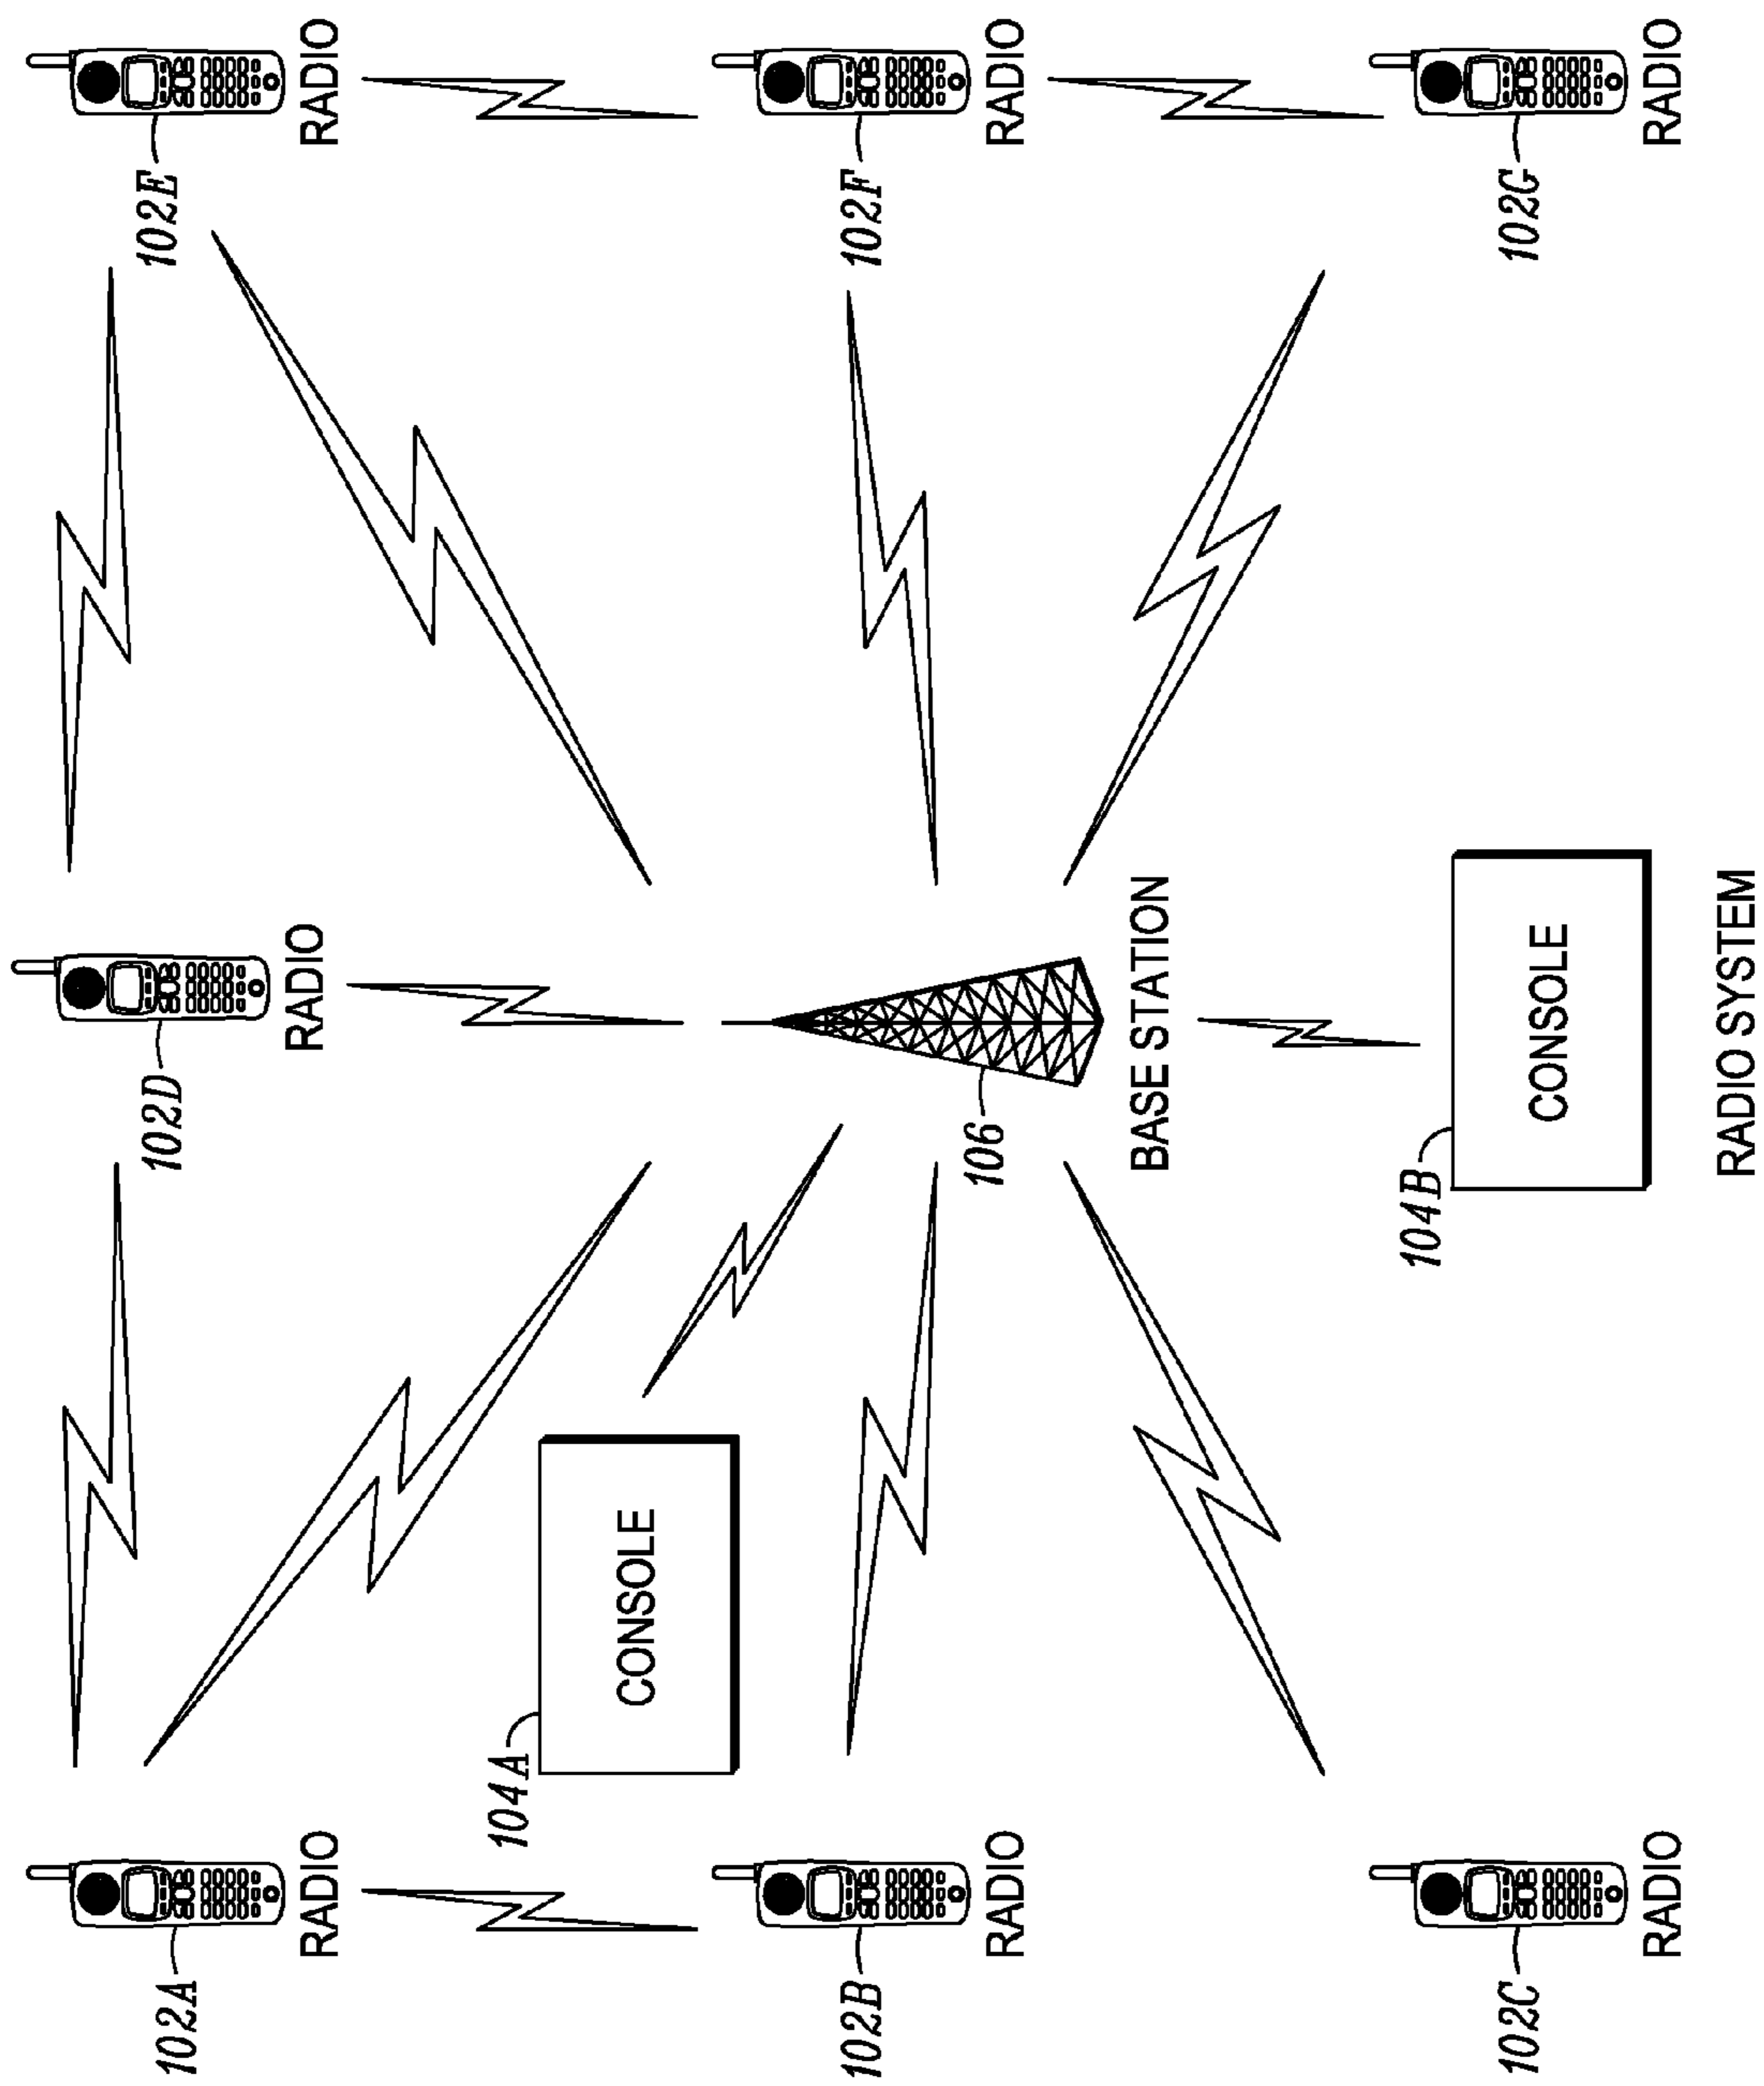 102A
RADIO
102D
RADIO
102E
RADIO
104A
CONSOLE
102B
RADIO
106
BASE STATION
102F
RADIO
102C
RADIO
104B
CONSOLE
102G
RADIO
RADIO SYSTEM